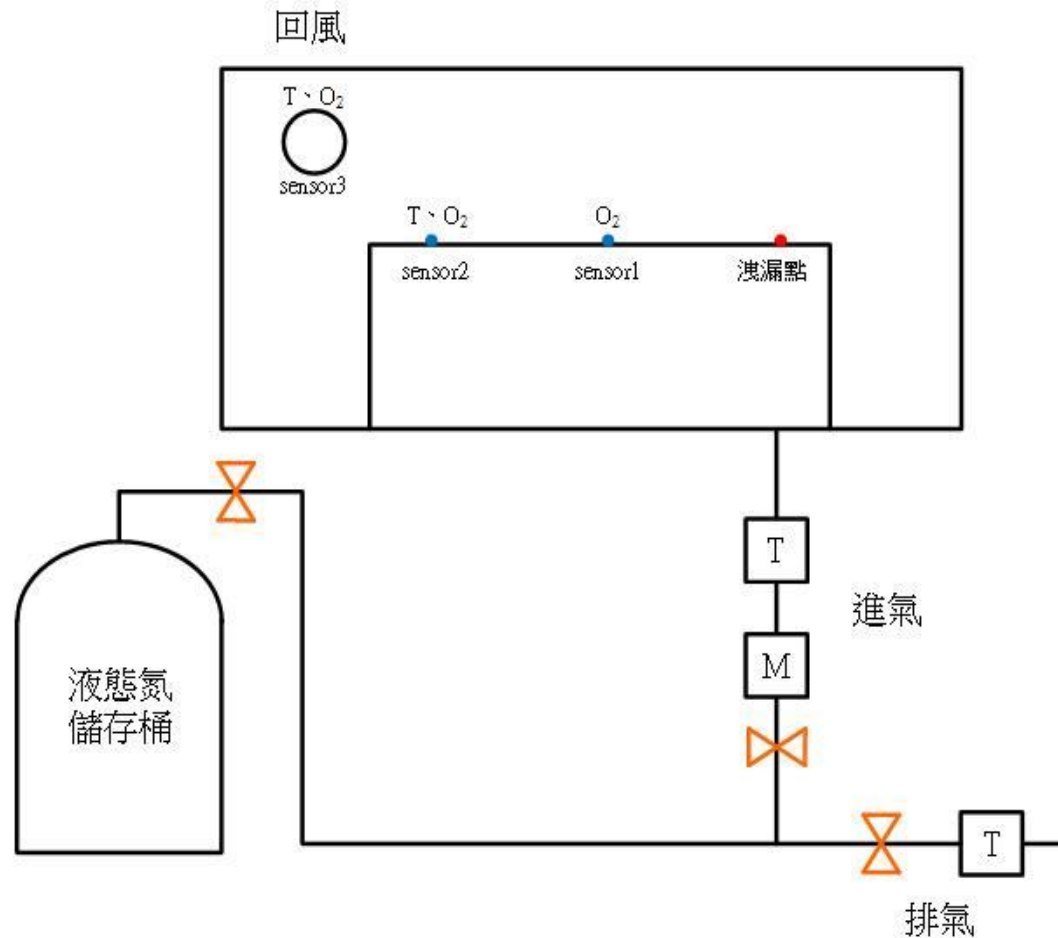 回風
T、O₂
sensor3
T、O₂
O₂
sensor2
sensor1
洩漏點
T
進氣
M
液態氮
儲存桶
T
排氣